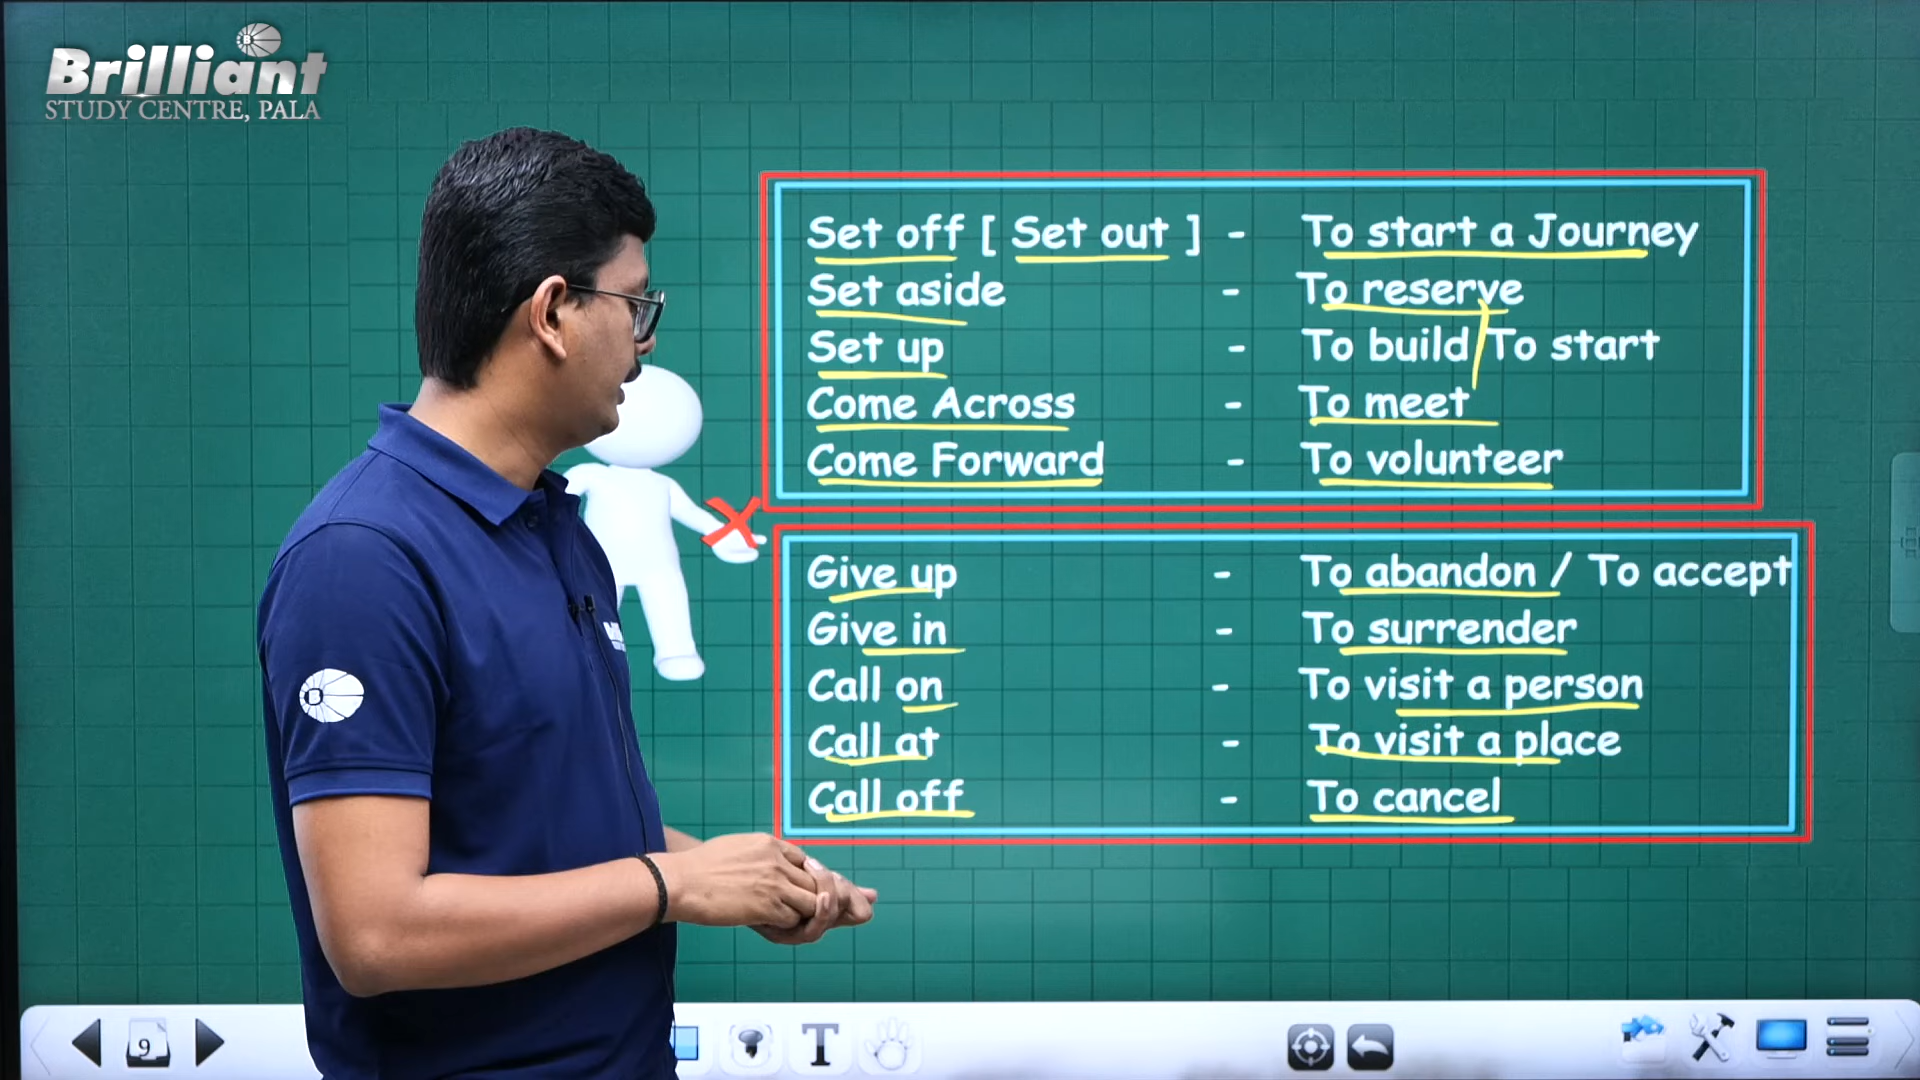 Brilliant
STUDY CENTRE, PALA
Set off [ Set out ] - To start a Journey
Set aside - To reserve
Set up - To build / To start
Come Across - To meet
Come Forward - To volunteer
Give up - To abandon / To accept
Give in - To surrender
Call on - To visit a person
Call at - To visit a place
Call off - To cancel
9
T